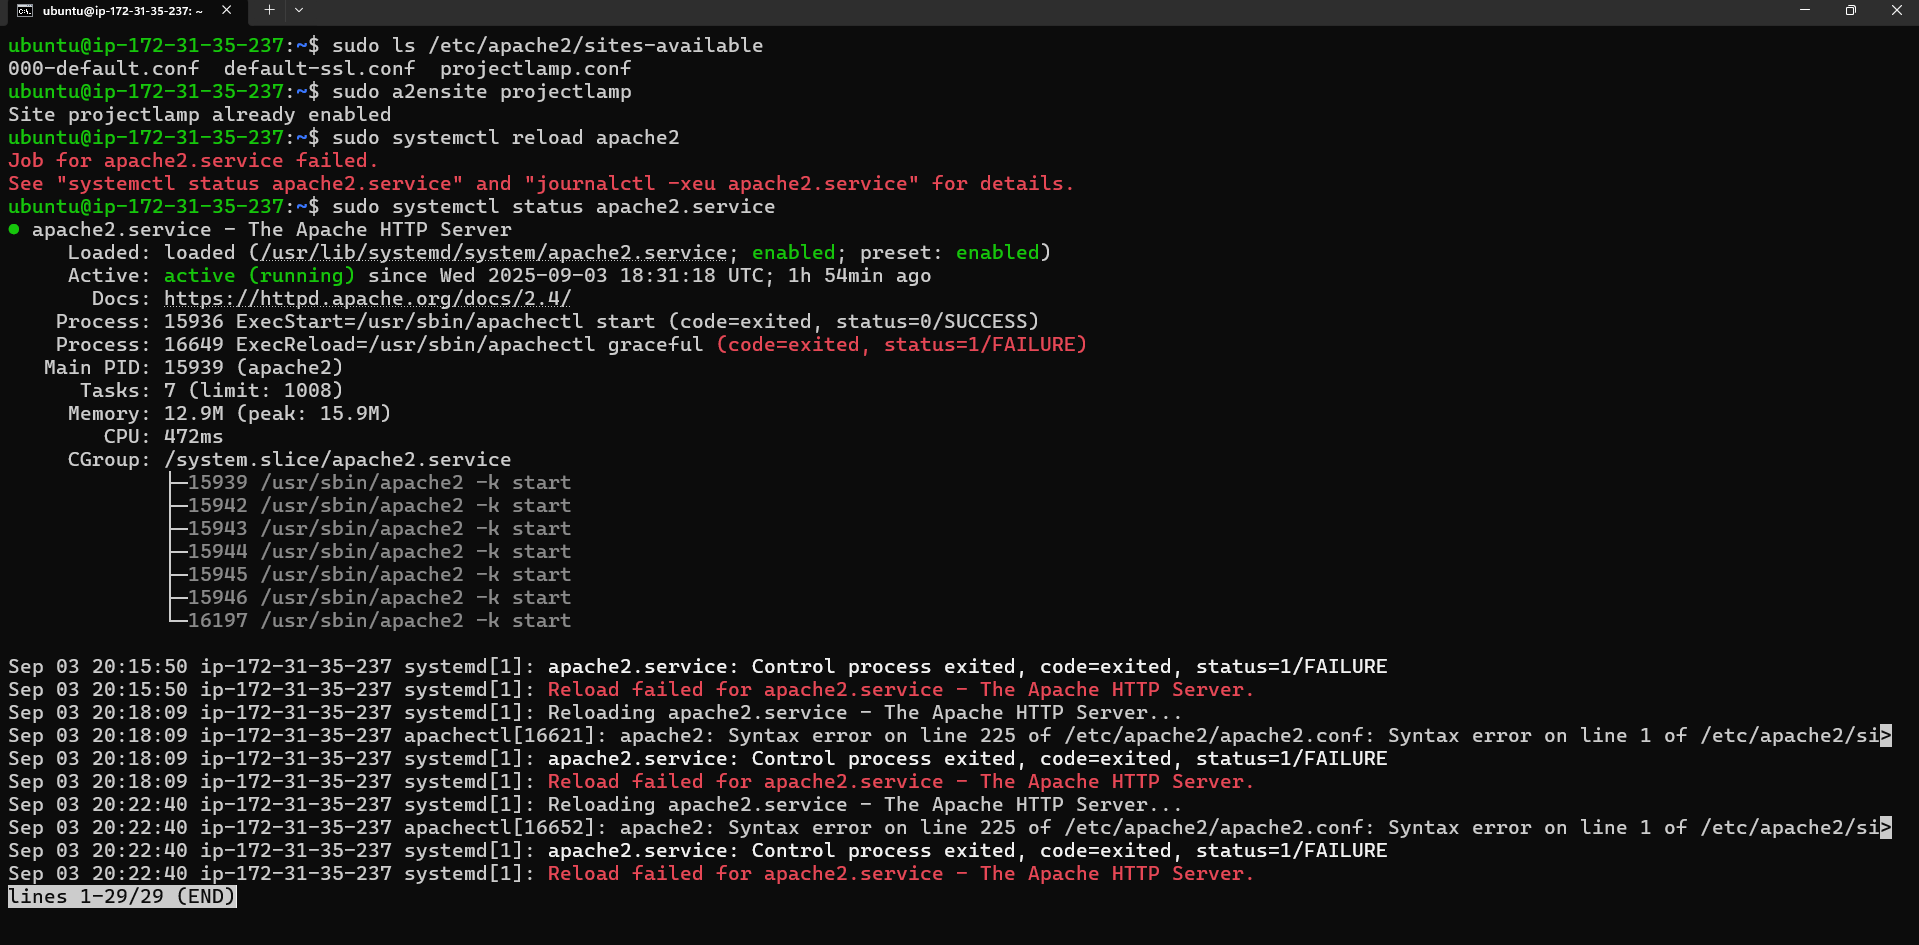 ubuntu@ip-172-31-35-237: ~
ubuntu@ip-172-31-35-237:~$ sudo ls /etc/apache2/sites-available
000-default.conf  default-ssl.conf  projectlamp.conf
ubuntu@ip-172-31-35-237:~$ sudo a2ensite projectlamp
Site projectlamp already enabled
ubuntu@ip-172-31-35-237:~$ sudo systemctl reload apache2
Job for apache2.service failed.
See "systemctl status apache2.service" and "journalctl -xeu apache2.service" for details.
ubuntu@ip-172-31-35-237:~$ sudo systemctl status apache2.service
● apache2.service - The Apache HTTP Server
     Loaded: loaded (/usr/lib/systemd/system/apache2.service; enabled; preset: enabled)
     Active: active (running) since Wed 2025-09-03 18:31:18 UTC; 1h 54min ago
       Docs: https://httpd.apache.org/docs/2.4/
    Process: 15936 ExecStart=/usr/sbin/apachectl start (code=exited, status=0/SUCCESS)
    Process: 16649 ExecReload=/usr/sbin/apachectl graceful (code=exited, status=1/FAILURE)
   Main PID: 15939 (apache2)
      Tasks: 7 (limit: 1008)
     Memory: 12.9M (peak: 15.9M)
        CPU: 472ms
     CGroup: /system.slice/apache2.service
             ├─15939 /usr/sbin/apache2 -k start
             ├─15942 /usr/sbin/apache2 -k start
             ├─15943 /usr/sbin/apache2 -k start
             ├─15944 /usr/sbin/apache2 -k start
             ├─15945 /usr/sbin/apache2 -k start
             ├─15946 /usr/sbin/apache2 -k start
             └─16197 /usr/sbin/apache2 -k start
Sep 03 20:15:50 ip-172-31-35-237 systemd[1]: apache2.service: Control process exited, code=exited, status=1/FAILURE
Sep 03 20:15:50 ip-172-31-35-237 systemd[1]: Reload failed for apache2.service - The Apache HTTP Server.
Sep 03 20:18:09 ip-172-31-35-237 systemd[1]: Reloading apache2.service - The Apache HTTP Server...
Sep 03 20:18:09 ip-172-31-35-237 apachectl[16621]: apache2: Syntax error on line 225 of /etc/apache2/apache2.conf: Syntax error on line 1 of /etc/apache2/si>
Sep 03 20:18:09 ip-172-31-35-237 systemd[1]: apache2.service: Control process exited, code=exited, status=1/FAILURE
Sep 03 20:18:09 ip-172-31-35-237 systemd[1]: Reload failed for apache2.service - The Apache HTTP Server.
Sep 03 20:22:40 ip-172-31-35-237 systemd[1]: Reloading apache2.service - The Apache HTTP Server...
Sep 03 20:22:40 ip-172-31-35-237 apachectl[16652]: apache2: Syntax error on line 225 of /etc/apache2/apache2.conf: Syntax error on line 1 of /etc/apache2/si>
Sep 03 20:22:40 ip-172-31-35-237 systemd[1]: apache2.service: Control process exited, code=exited, status=1/FAILURE
Sep 03 20:22:40 ip-172-31-35-237 systemd[1]: Reload failed for apache2.service - The Apache HTTP Server.
lines 1-29/29 (END)